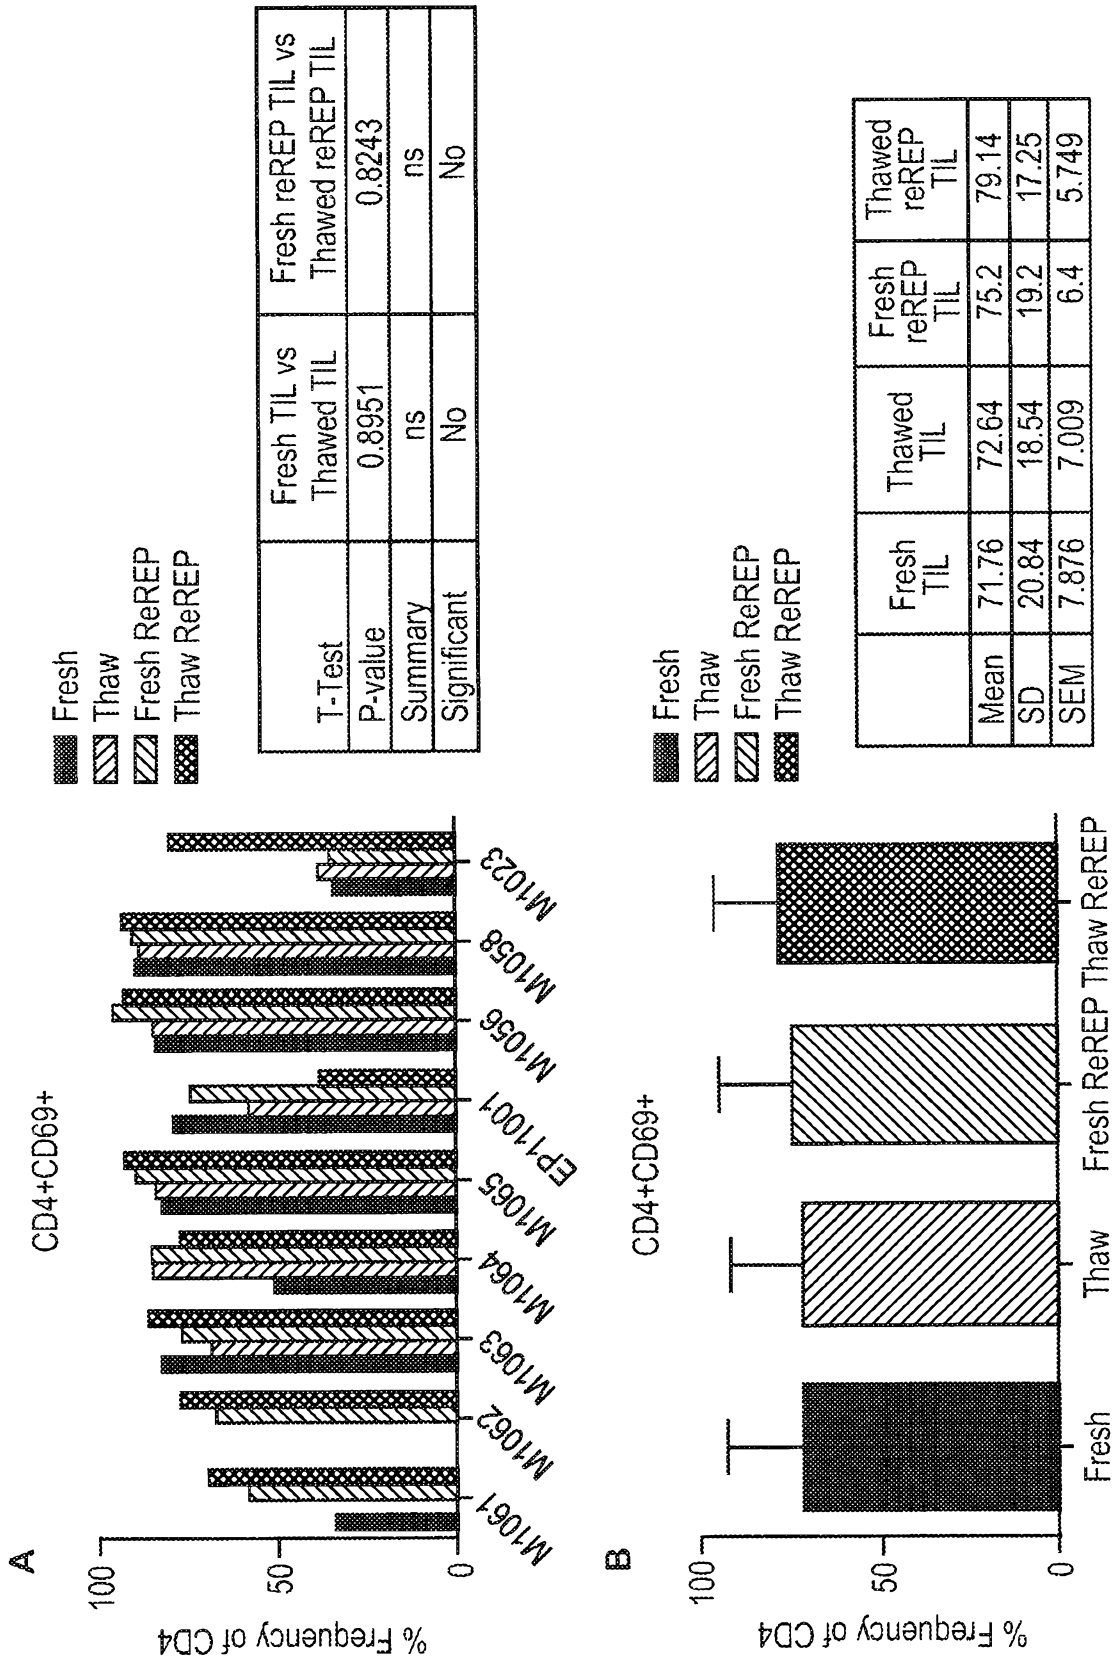 A
CD4+CD69+
% Frequency of CD4
100
50
0
M1061
M1062
M1063
M1064
M1065
EP11001
M1056
M1058
M1023
Fresh
Thaw
Fresh ReREP
Thaw ReREP
T-Test Fresh TIL vs Thawed TIL Fresh reREP TIL vs Thawed reREP TIL
P-value 0.8951 0.8243
Summary ns ns
Significant No No
B
CD4+CD69+
% Frequency of CD4
100
50
0
Fresh Thaw Fresh ReREP Thaw ReREP
Fresh
Thaw
Fresh ReREP
Thaw ReREP
Fresh TIL Thawed TIL Fresh reREP TIL Thawed reREP TIL
Mean 71.76 72.64 75.2 79.14
SD 20.84 18.54 19.2 17.25
SEM 7.876 7.009 6.4 5.749